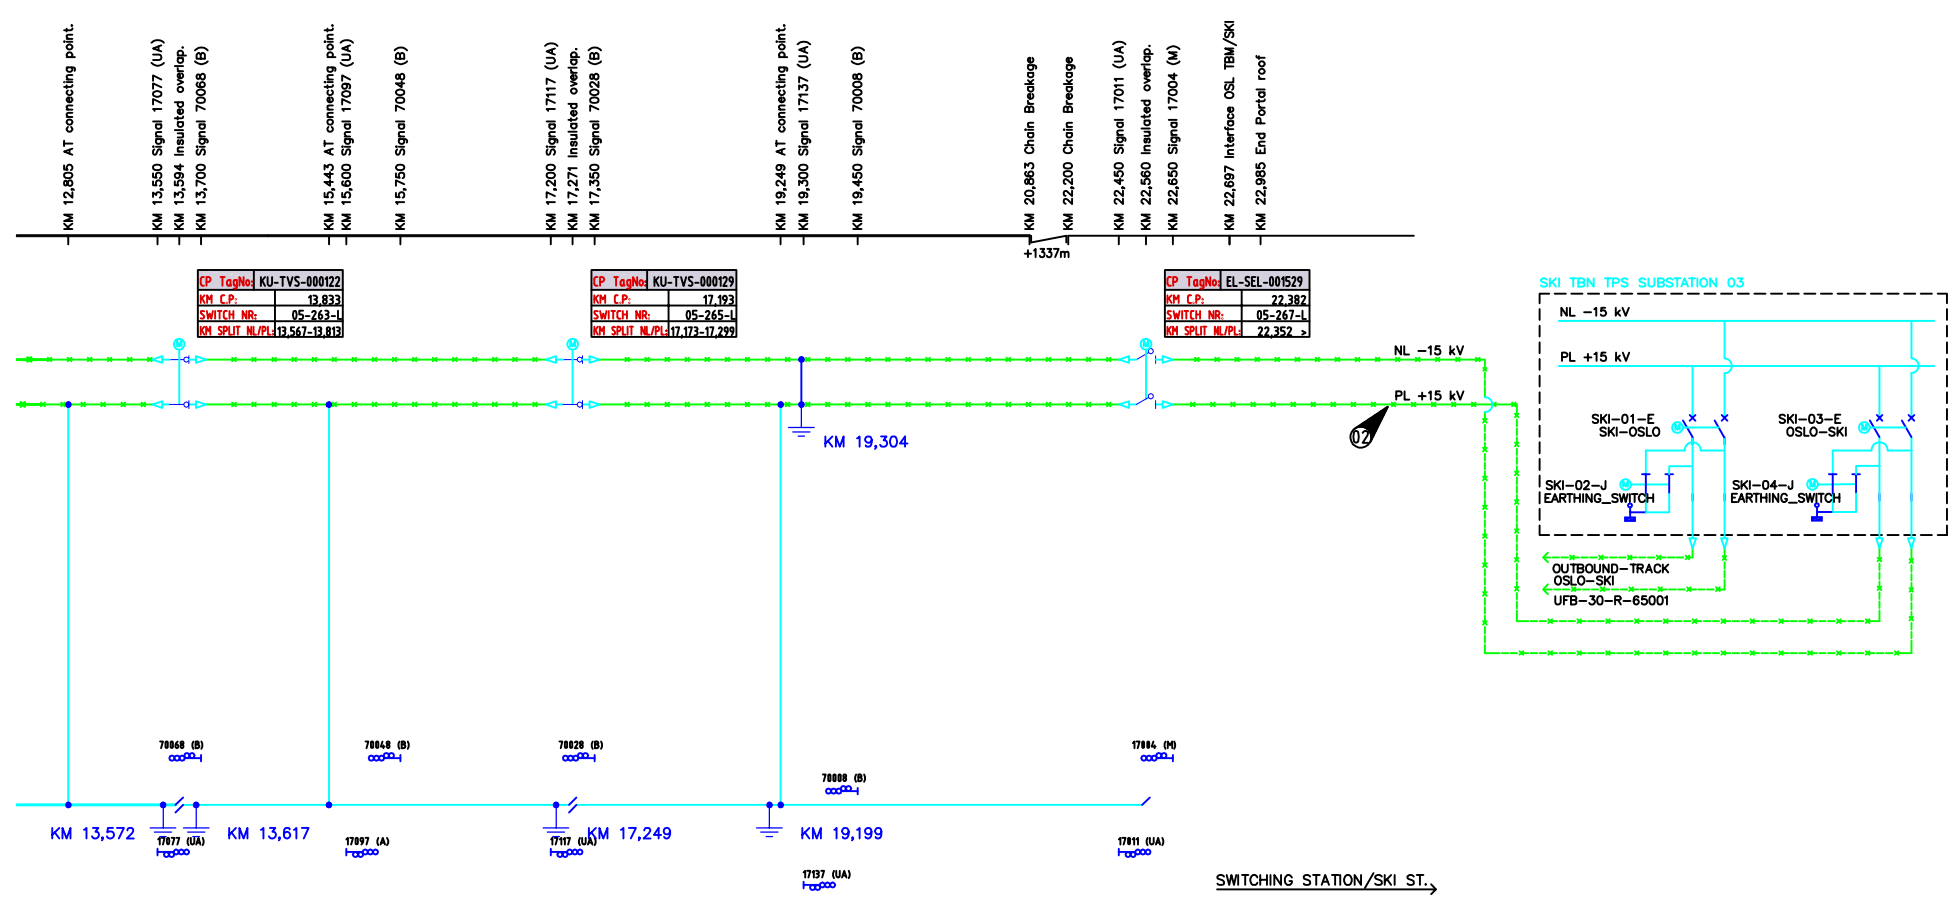 KM 12,805 AT connecting point.
KM 13,550 Signal 17077 (UA)
KM 13,594 Insulated overlap.
KM 13,700 Signal 70068 (B)
KM 15,443 AT connecting point.
KM 15,600 Signal 17097 (UA)
KM 15,750 Signal 70048 (B)
KM 17,200 Signal 17117 (UA)
KM 17,271 Insulated overlap.
KM 17,350 Signal 70028 (B)
KM 19,249 AT connecting point.
KM 19,300 Signal 17137 (UA)
KM 19,450 Signal 70008 (B)
KM 20,863 Chain Breakage
KM 22,200 Chain Breakage
KM 22,450 Signal 17011 (UA)
KM 22,560 Insulated overlap.
KM 22,650 Signal 17004 (M)
KM 22,697 Interface OSL TBM/SKI
KM 22,985 End Portal roof
+1337m
CP TagNo: KU-TVS-000122
KM C.P: 13,833
SWITCH NR: 05-263-L
KM SPLIT NL/PL: 13,567-13,813
CP TagNo: KU-TVS-000129
KM C.P: 17,193
SWITCH NR: 05-265-L
KM SPLIT NL/PL: 17,173-17,299
CP TagNo: EL-SEL-001529
KM C.P: 22,382
SWITCH NR: 05-267-L
KM SPLIT NL/PL: 22,352 >
M
M
M
NL -15 kV
PL +15 kV
02
KM 19,304
SKI TBN TPS SUBSTATION 03
NL -15 kV
PL +15 kV
SKI-01-E
SKI-OSLO
M
SKI-03-E
OSLO-SKI
M
SKI-02-J
EARTHING_SWITCH
M
SKI-04-J
EARTHING_SWITCH
M
OUTBOUND-TRACK
OSLO-SKI
UFB-30-R-65001
70068 (B)
70048 (B)
70028 (B)
70008 (B)
17004 (M)
KM 13,572
KM 13,617
KM 17,249
KM 19,199
17077 (UA)
17097 (A)
17117 (UA)
17137 (UA)
17011 (UA)
SWITCHING STATION/SKI ST.